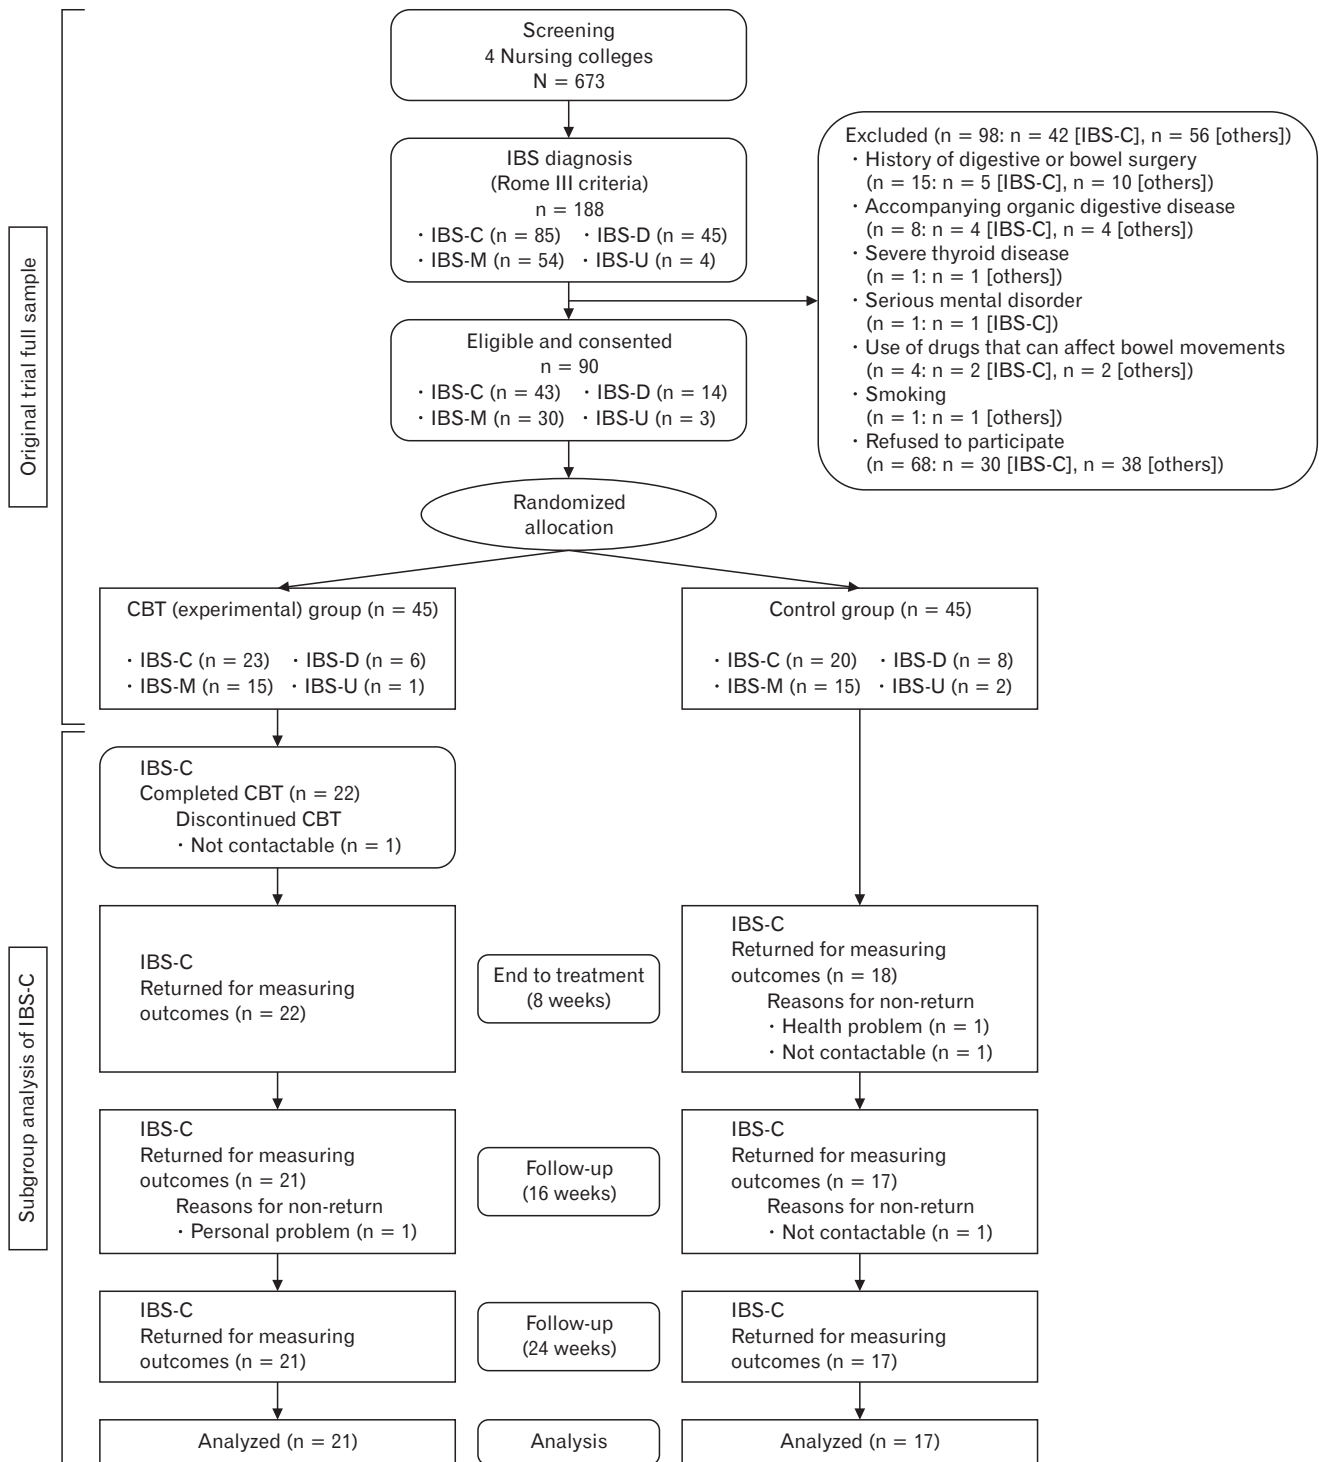 Original trial full sample
Screening
4 Nursing colleges
N = 673
IBS diagnosis
(Rome III criteria)
n = 188
· IBS-C (n = 85) · IBS-D (n = 45)
· IBS-M (n = 54) · IBS-U (n = 4)
Excluded (n = 98: n = 42 [IBS-C], n = 56 [others])
· History of digestive or bowel surgery
(n = 15: n = 5 [IBS-C], n = 10 [others])
· Accompanying organic digestive disease
(n = 8: n = 4 [IBS-C], n = 4 [others])
· Severe thyroid disease
(n = 1: n = 1 [others])
· Serious mental disorder
(n = 1: n = 1 [IBS-C])
· Use of drugs that can affect bowel movements
(n = 4: n = 2 [IBS-C], n = 2 [others])
· Smoking
(n = 1: n = 1 [others])
· Refused to participate
(n = 68: n = 30 [IBS-C], n = 38 [others])
Eligible and consented
n = 90
· IBS-C (n = 43) · IBS-D (n = 14)
· IBS-M (n = 30) · IBS-U (n = 3)
Randomized
allocation
CBT (experimental) group (n = 45)
· IBS-C (n = 23) · IBS-D (n = 6)
· IBS-M (n = 15) · IBS-U (n = 1)
Control group (n = 45)
· IBS-C (n = 20) · IBS-D (n = 8)
· IBS-M (n = 15) · IBS-U (n = 2)
Subgroup analysis of IBS-C
IBS-C
Completed CBT (n = 22)
Discontinued CBT
· Not contactable (n = 1)
IBS-C
Returned for measuring
outcomes (n = 22)
End to treatment
(8 weeks)
IBS-C
Returned for measuring
outcomes (n = 18)
Reasons for non-return
· Health problem (n = 1)
· Not contactable (n = 1)
IBS-C
Returned for measuring
outcomes (n = 21)
Reasons for non-return
· Personal problem (n = 1)
Follow-up
(16 weeks)
IBS-C
Returned for measuring
outcomes (n = 17)
Reasons for non-return
· Not contactable (n = 1)
IBS-C
Returned for measuring
outcomes (n = 21)
Follow-up
(24 weeks)
IBS-C
Returned for measuring
outcomes (n = 17)
Analyzed (n = 21)
Analysis
Analyzed (n = 17)